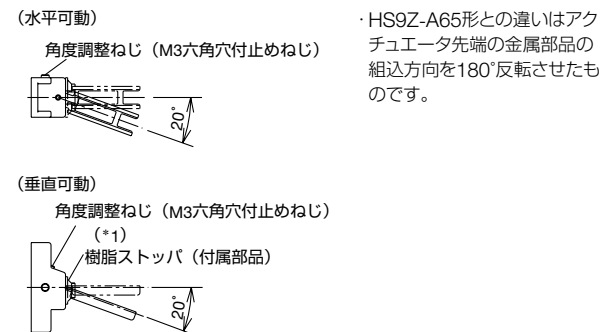 （水平可動）
角度調整ねじ（M3六角穴付止めねじ）
20°
（垂直可動）
角度調整ねじ（M3六角穴付止めねじ）
（*1）
樹脂ストッパ（付属部品）
20°
・HS9Z-A65形との違いはアク
チュエータ先端の金属部品の
組込方向を180°反転させたも
のです。